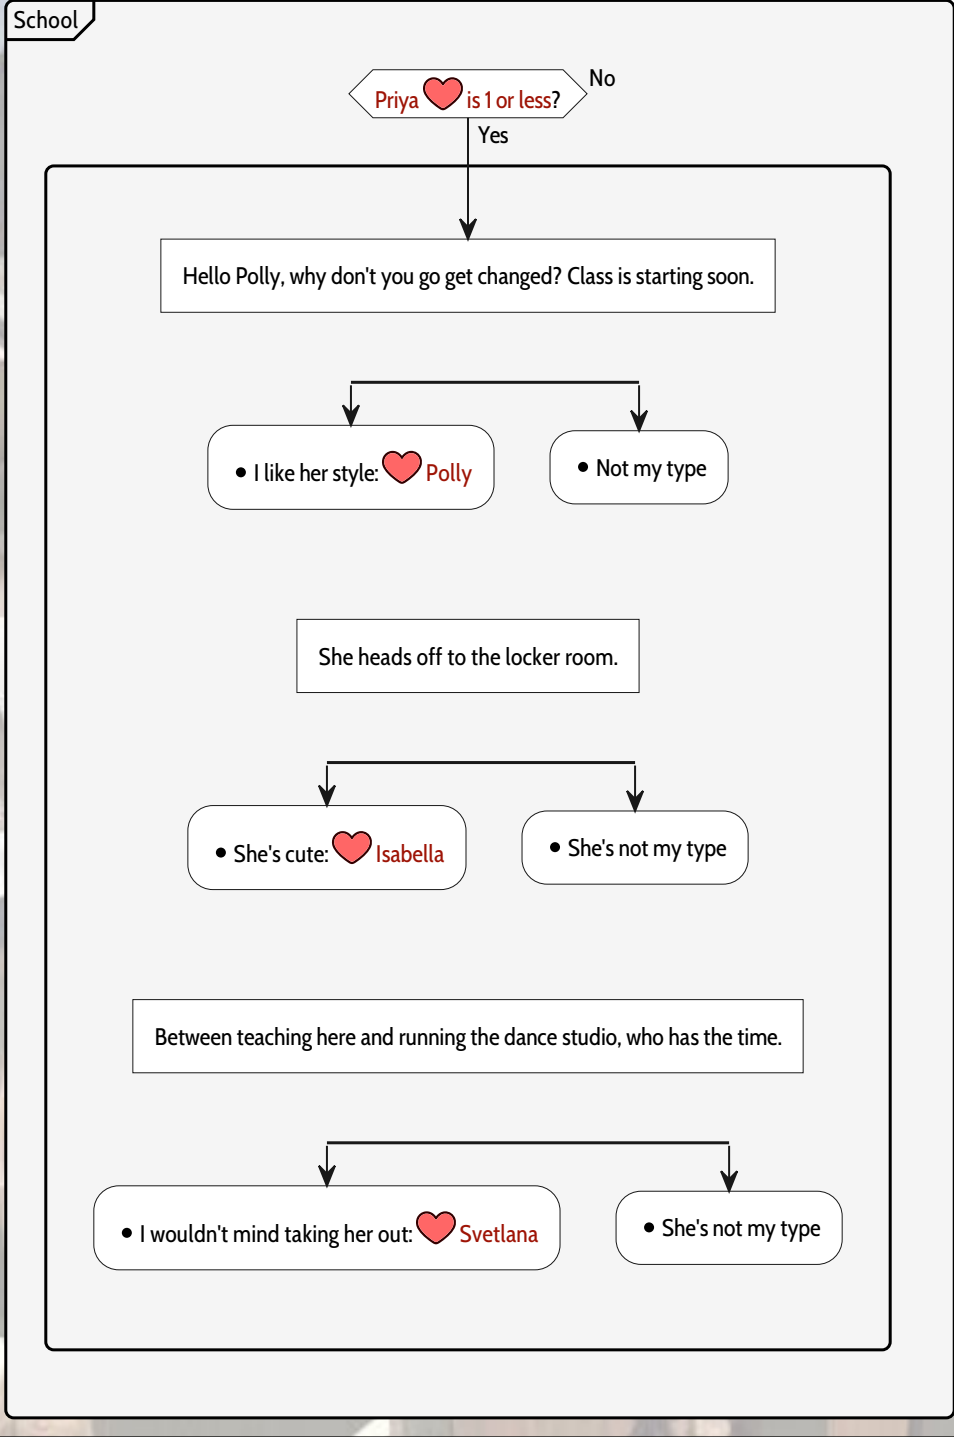 School
Priya is 1 or less?
No
Yes
Hello Polly, why don't you go get changed? Class is starting soon.
• I like her style: Polly
• Not my type
She heads off to the locker room.
• She's cute: Isabella
• She's not my type
Between teaching here and running the dance studio, who has the time.
• I wouldn't mind taking her out: Svetlana
• She's not my type